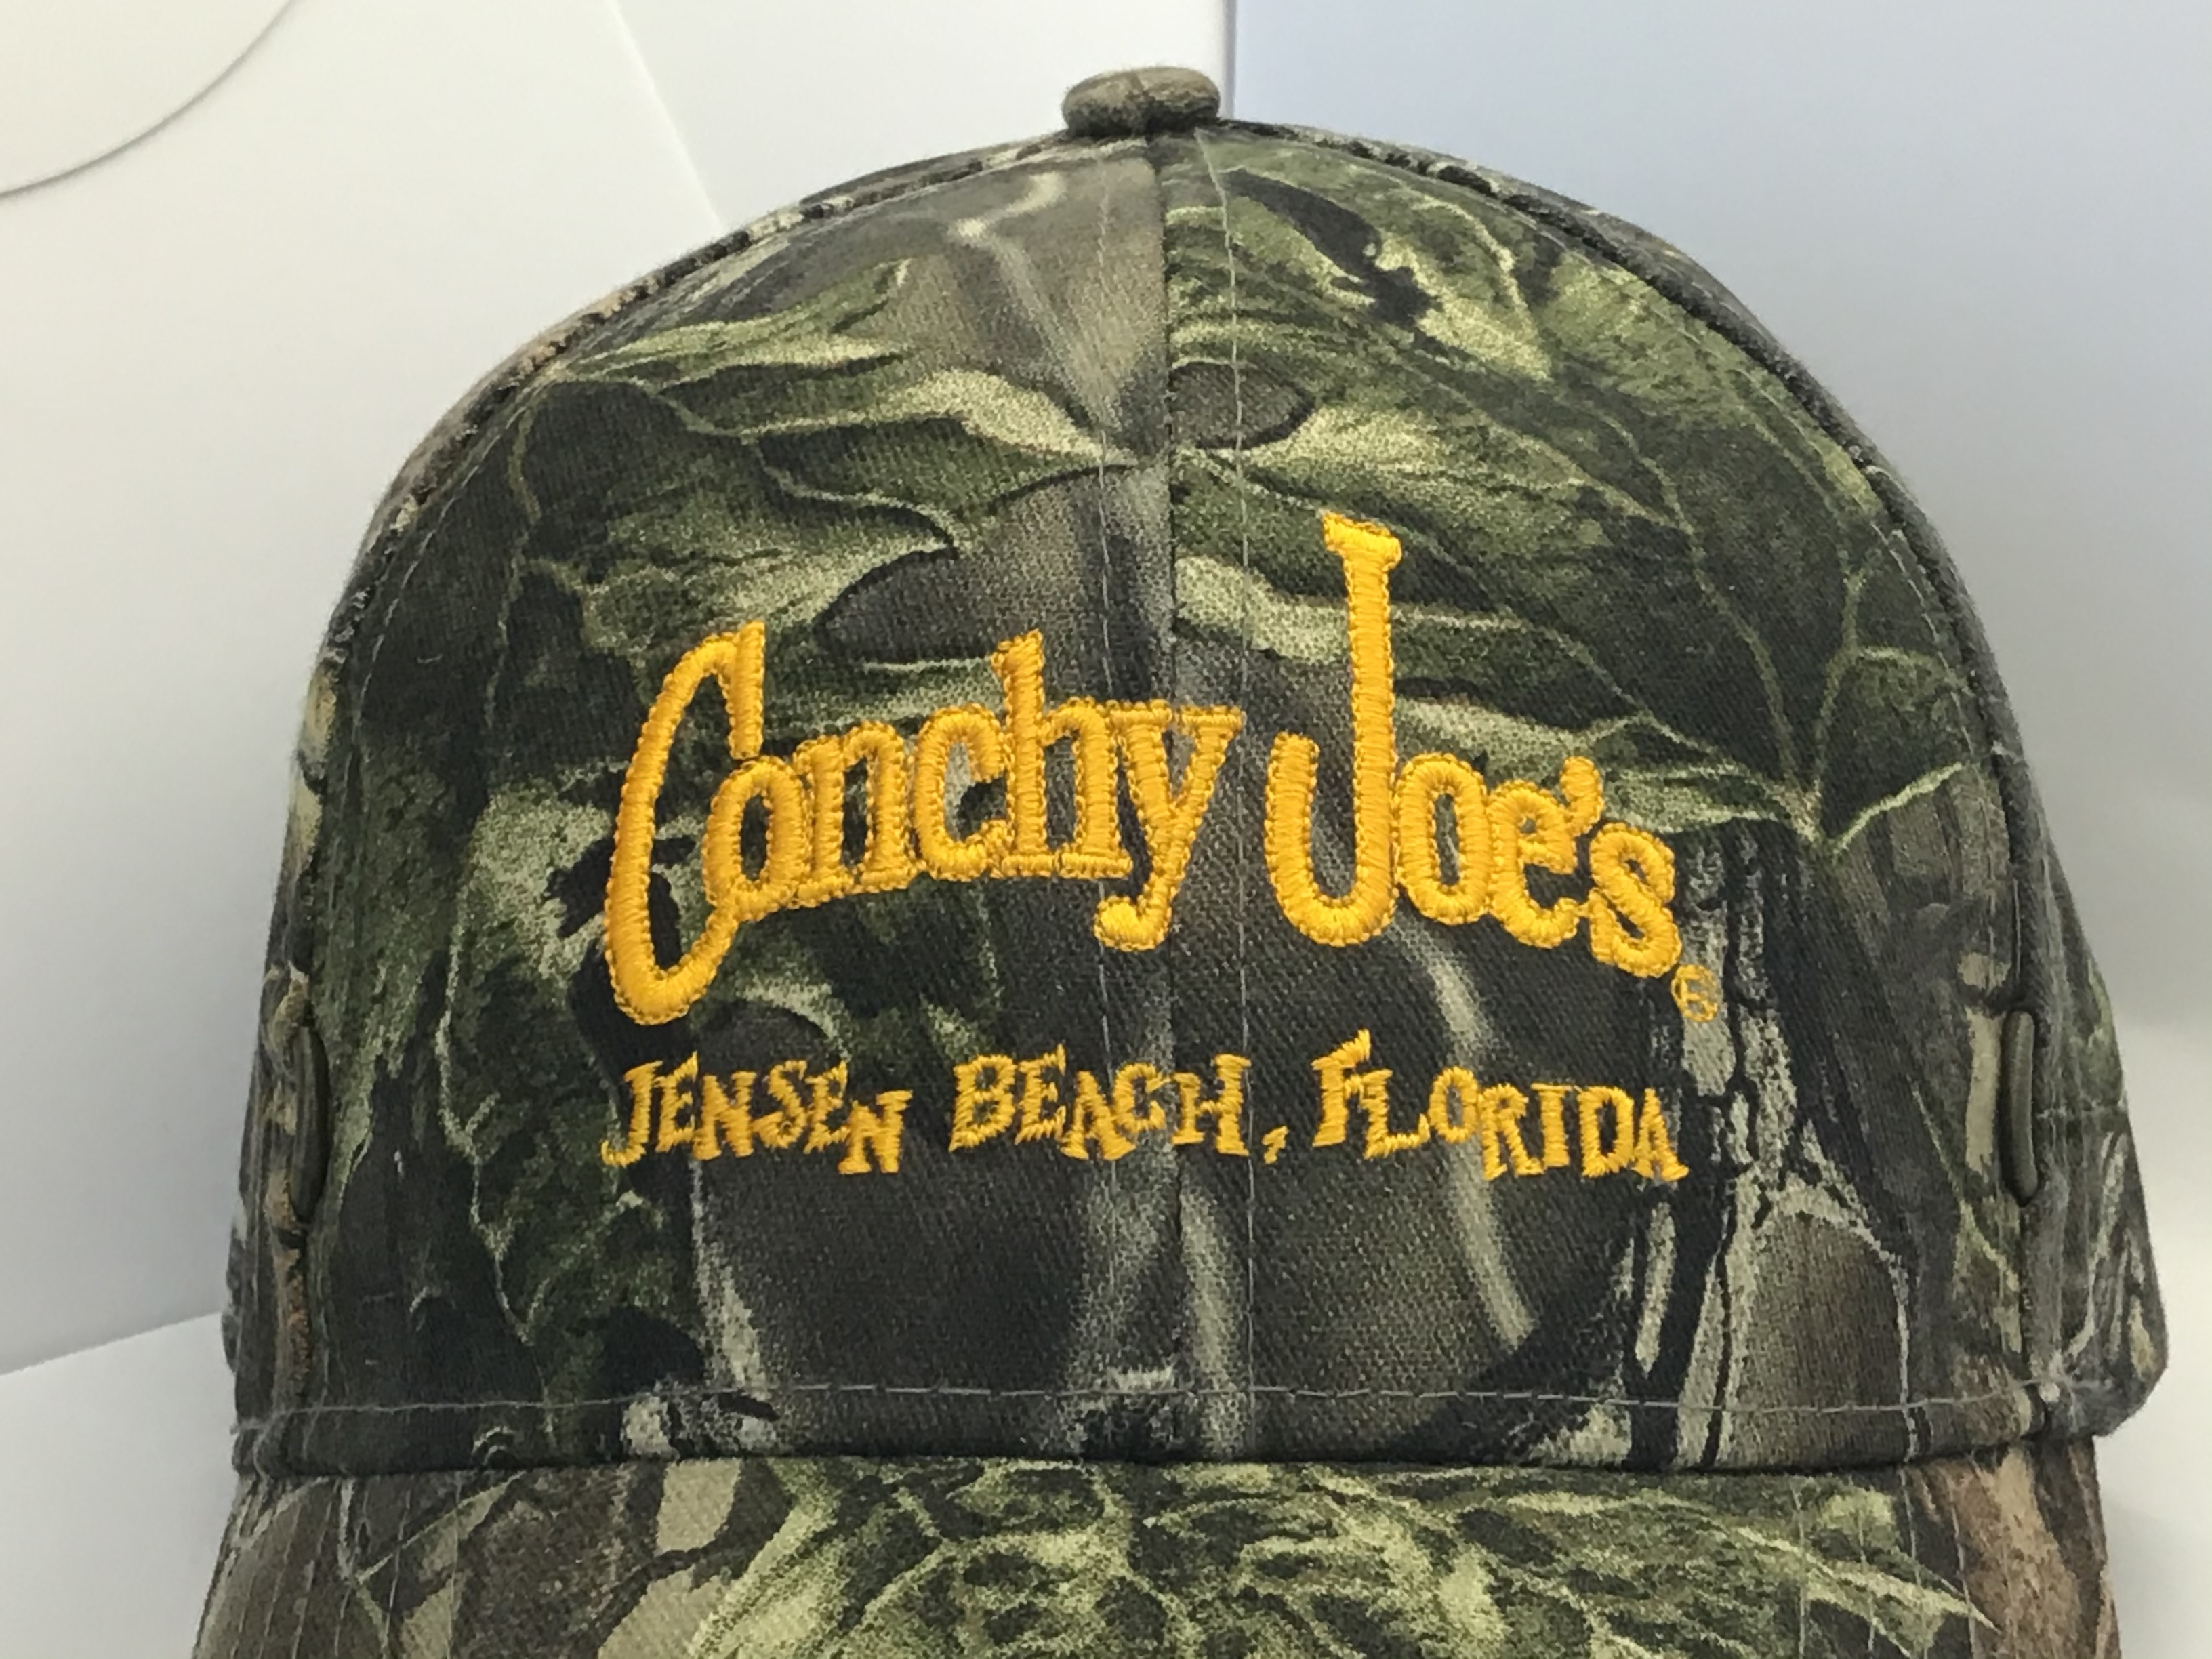 Conchy Joe's®
JENSEN BEACH, FLORIDA